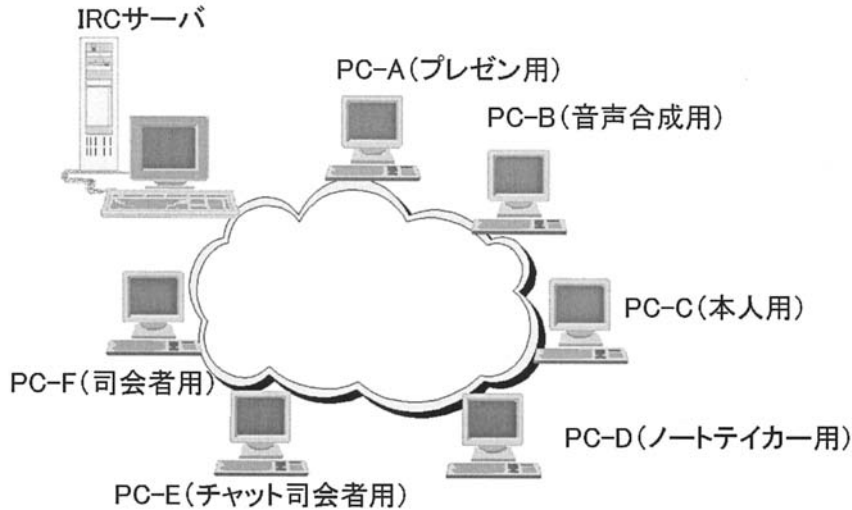 IRCサーバ
PC-A(プレゼン用)
PC-B(音声合成用)
PC-C(本人用)
PC-F(司会者用)
PC-D(ノートテイカー用)
PC-E(チャット司会者用)